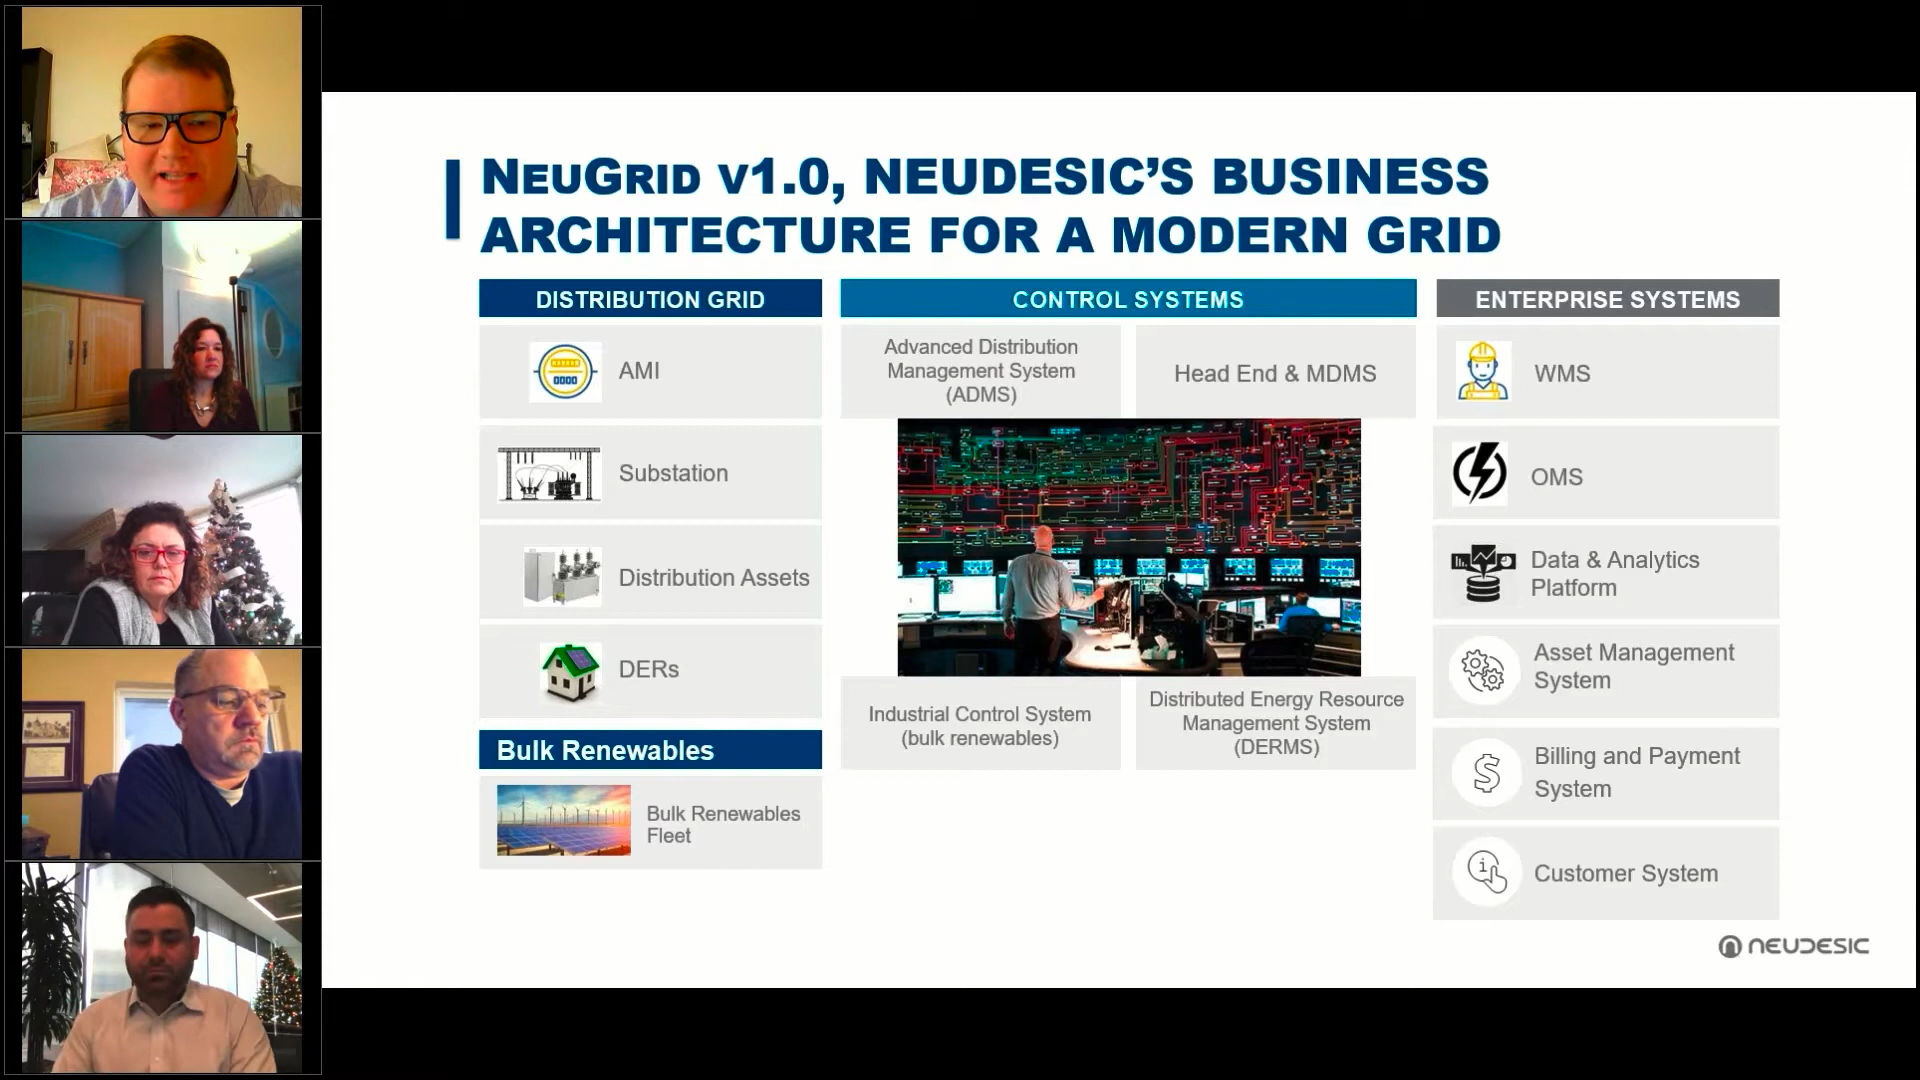 NEUGRID V1.0, NEUDESIC'S BUSINESS
ARCHITECTURE FOR A MODERN GRID
DISTRIBUTION GRID
AMI
Substation
Distribution Assets
DERs
Bulk Renewables
Bulk Renewables
Fleet
CONTROL SYSTEMS
Advanced Distribution
Management System
(ADMS)
Head End & MDMS
Industrial Control System
(bulk renewables)
Distributed Energy Resource
Management System
(DERMS)
ENTERPRISE SYSTEMS
WMS
OMS
Data & Analytics
Platform
Asset Management
System
Billing and Payment
System
Customer System
NEUDESIC